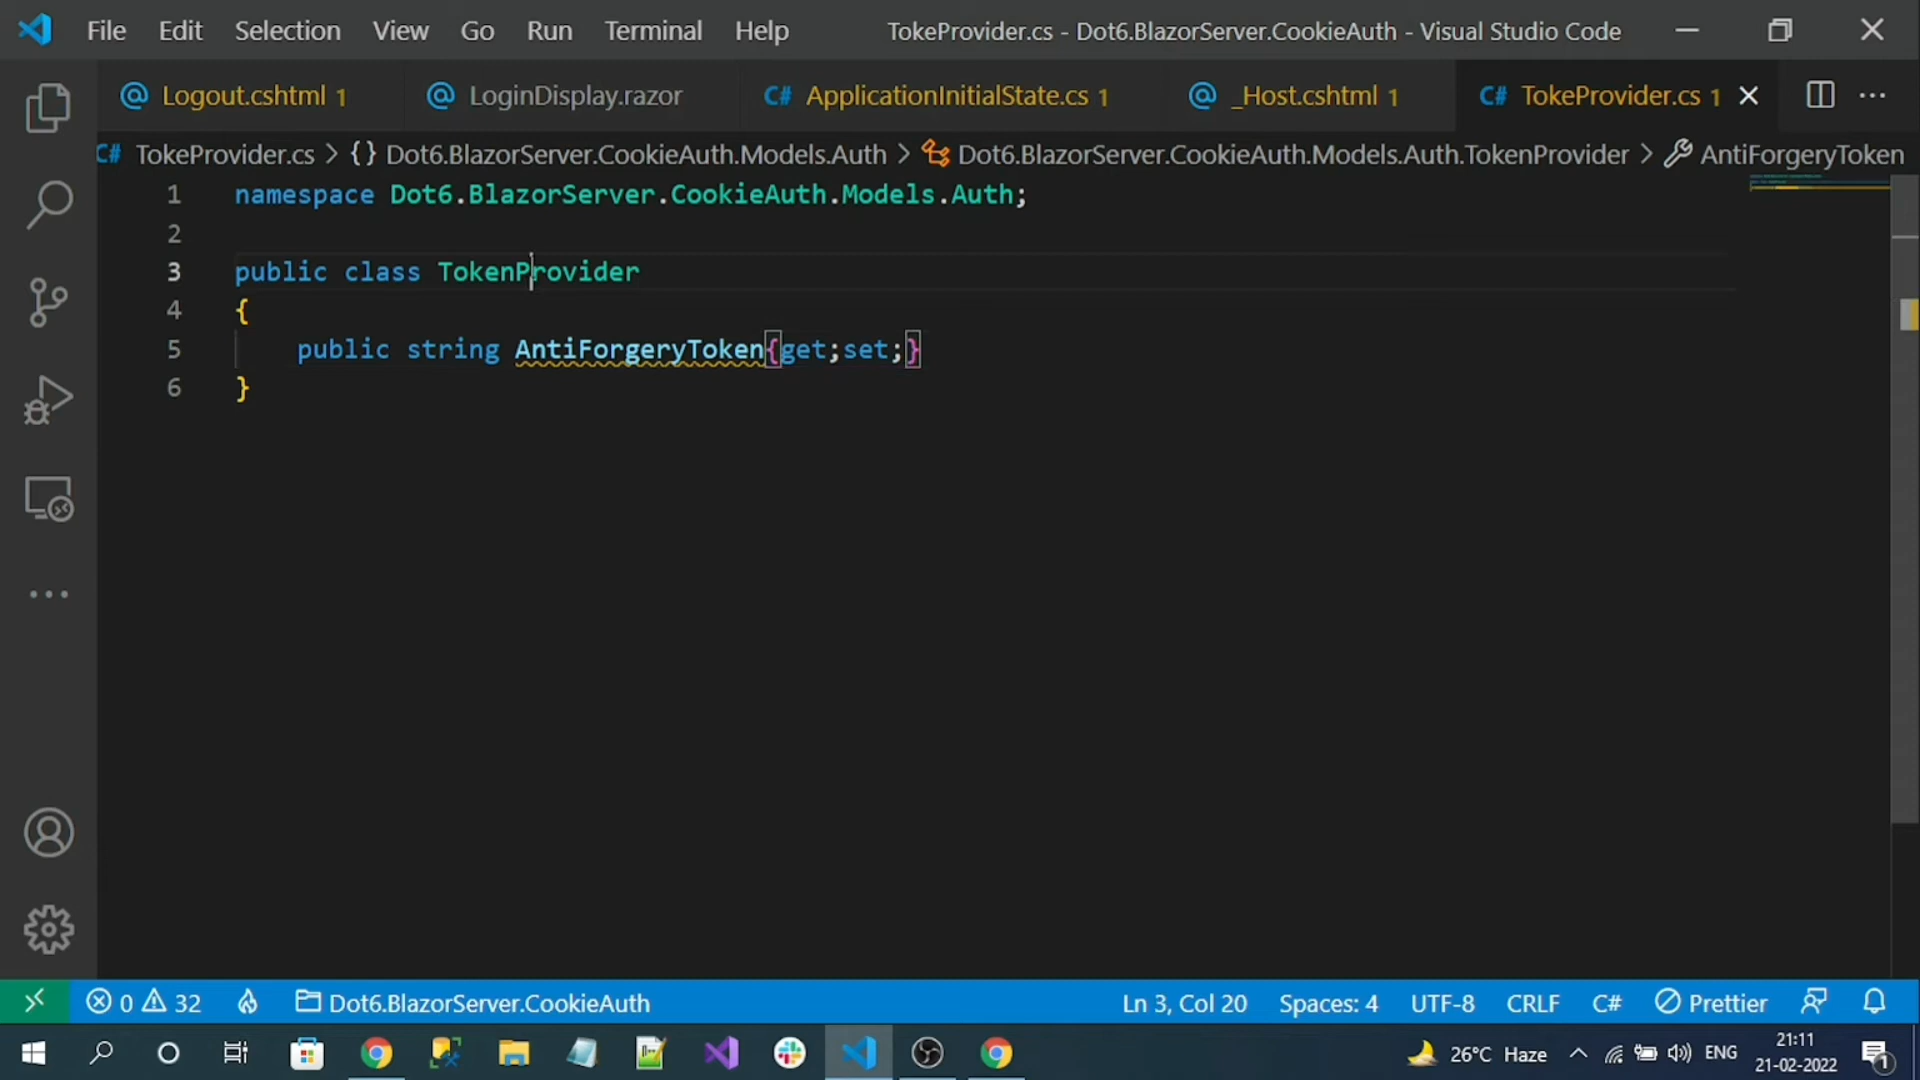 File Edit Selection View Go Run Terminal Help TokeProvider.cs - Dot6.BlazorServer.CookieAuth - Visual Studio Code
Logout.cshtml 1 LoginDisplay.razor C# ApplicationInitialState.cs 1 _Host.cshtml 1 C# TokeProvider.cs 1
C# TokeProvider.cs > {} Dot6.BlazorServer.CookieAuth.Models.Auth > Dot6.BlazorServer.CookieAuth.Models.Auth.TokenProvider > AntiForgeryToken
1 namespace Dot6.BlazorServer.CookieAuth.Models.Auth;
2
3 public class TokenProvider
4 {
5 public string AntiForgeryToken{get;set;}
6 }
0 32 Dot6.BlazorServer.CookieAuth Ln 3, Col 20 Spaces: 4 UTF-8 CRLF C# Prettier
26°C Haze ENG 21:11
21-02-2022 1